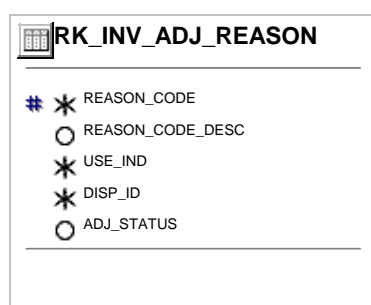 RK_INV_ADJ_REASON
# * REASON_CODE
o REASON_CODE_DESC
* USE_IND
* DISP_ID
o ADJ_STATUS